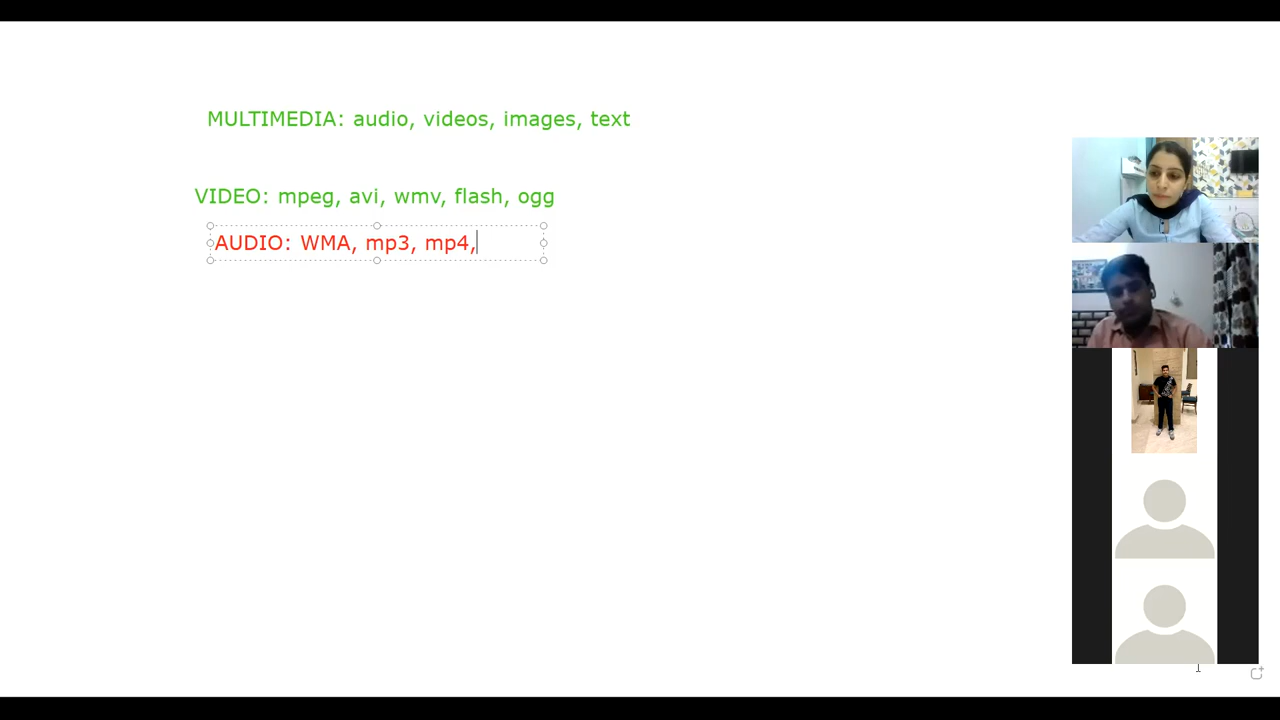 MULTIMEDIA: audio, videos, images, text
VIDEO: mpeg, avi, wmv, flash, ogg
AUDIO: WMA, mp3, mp4,